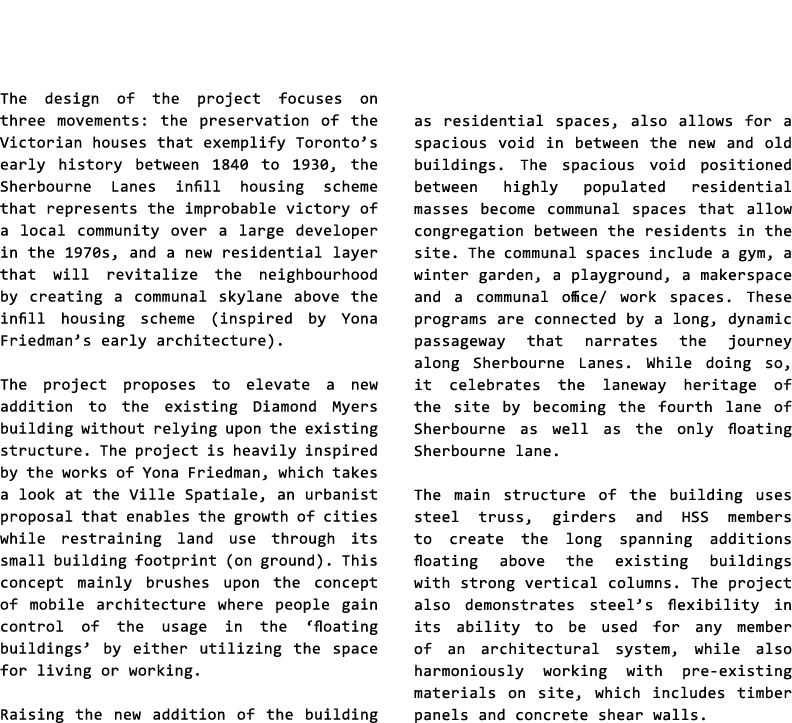 The design of the project focuses on
three movements: the preservation of the
Victorian houses that exemplify Toronto’s
early history between 1840 to 1930, the
Sherbourne Lanes infill housing scheme
that represents the improbable victory of
a local community over a large developer
in the 1970s, and a new residential layer
that will revitalize the neighbourhood
by creating a communal skylane above the
infill housing scheme (inspired by Yona
Friedman’s early architecture).

The project proposes to elevate a new
addition to the existing Diamond Myers
building without relying upon the existing
structure. The project is heavily inspired
by the works of Yona Friedman, which takes
a look at the Ville Spatiale, an urbanist
proposal that enables the growth of cities
while restraining land use through its
small building footprint (on ground). This
concept mainly brushes upon the concept
of mobile architecture where people gain
control of the usage in the ‘floating
buildings’ by either utilizing the space
for living or working.

Raising the new addition of the building
as residential spaces, also allows for a
spacious void in between the new and old
buildings. The spacious void positioned
between highly populated residential
masses become communal spaces that allow
congregation between the residents in the
site. The communal spaces include a gym, a
winter garden, a playground, a makerspace
and a communal office/ work spaces. These
programs are connected by a long, dynamic
passageway that narrates the journey
along Sherbourne Lanes. While doing so,
it celebrates the laneway heritage of
the site by becoming the fourth lane of
Sherbourne as well as the only floating
Sherbourne lane.

The main structure of the building uses
steel truss, girders and HSS members
to create the long spanning additions
floating above the existing buildings
with strong vertical columns. The project
also demonstrates steel’s flexibility in
its ability to be used for any member
of an architectural system, while also
harmoniously working with pre-existing
materials on site, which includes timber
panels and concrete shear walls.